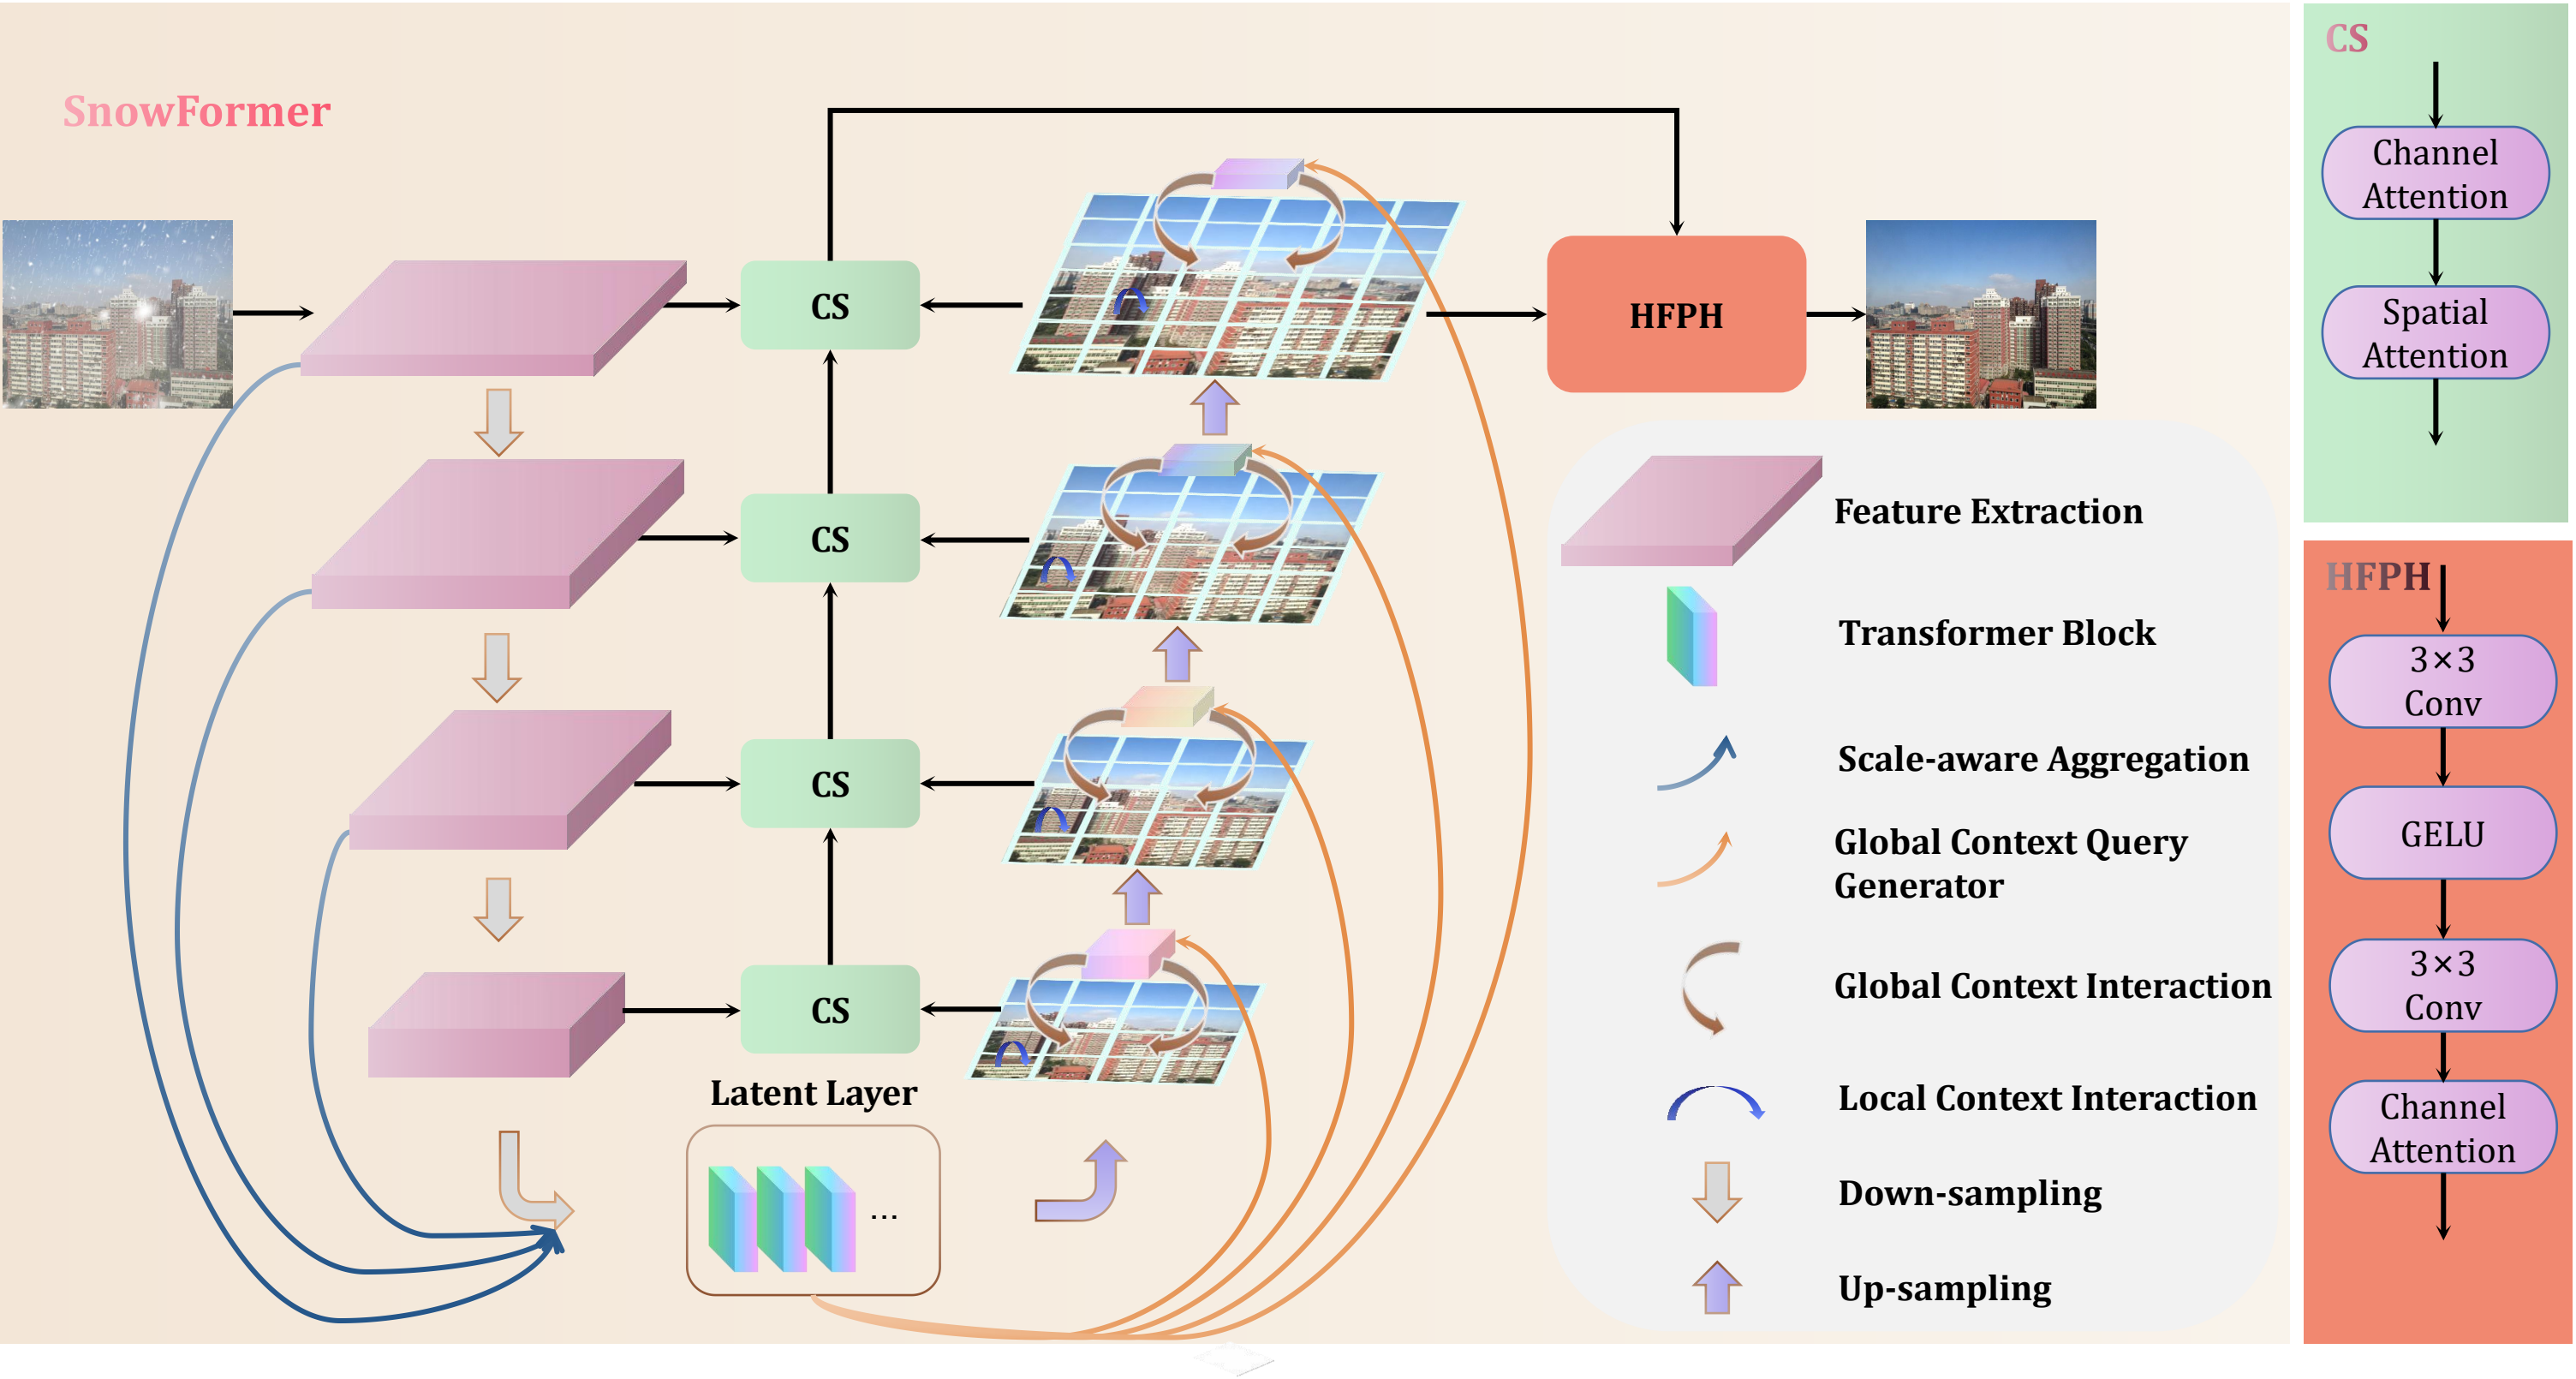 SnowFormer
CS
CS
CS
CS
HFPH
Latent Layer
...
Feature Extraction
Transformer Block
Scale-aware Aggregation
Global Context Query
Generator
Global Context Interaction
Local Context Interaction
Down-sampling
Up-sampling
CS
Channel
Attention
Spatial
Attention
HFPH
3×3
Conv
GELU
3×3
Conv
Channel
Attention